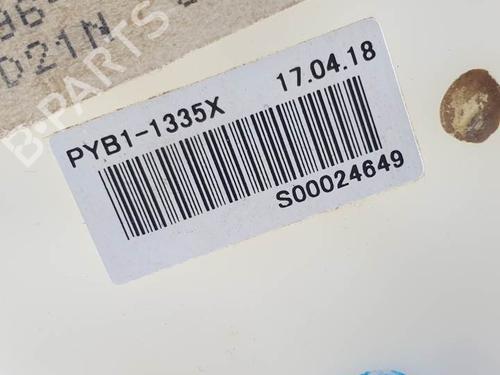 D21N
B-PARTS
PYB1-1335X 17.04.18
S00024649